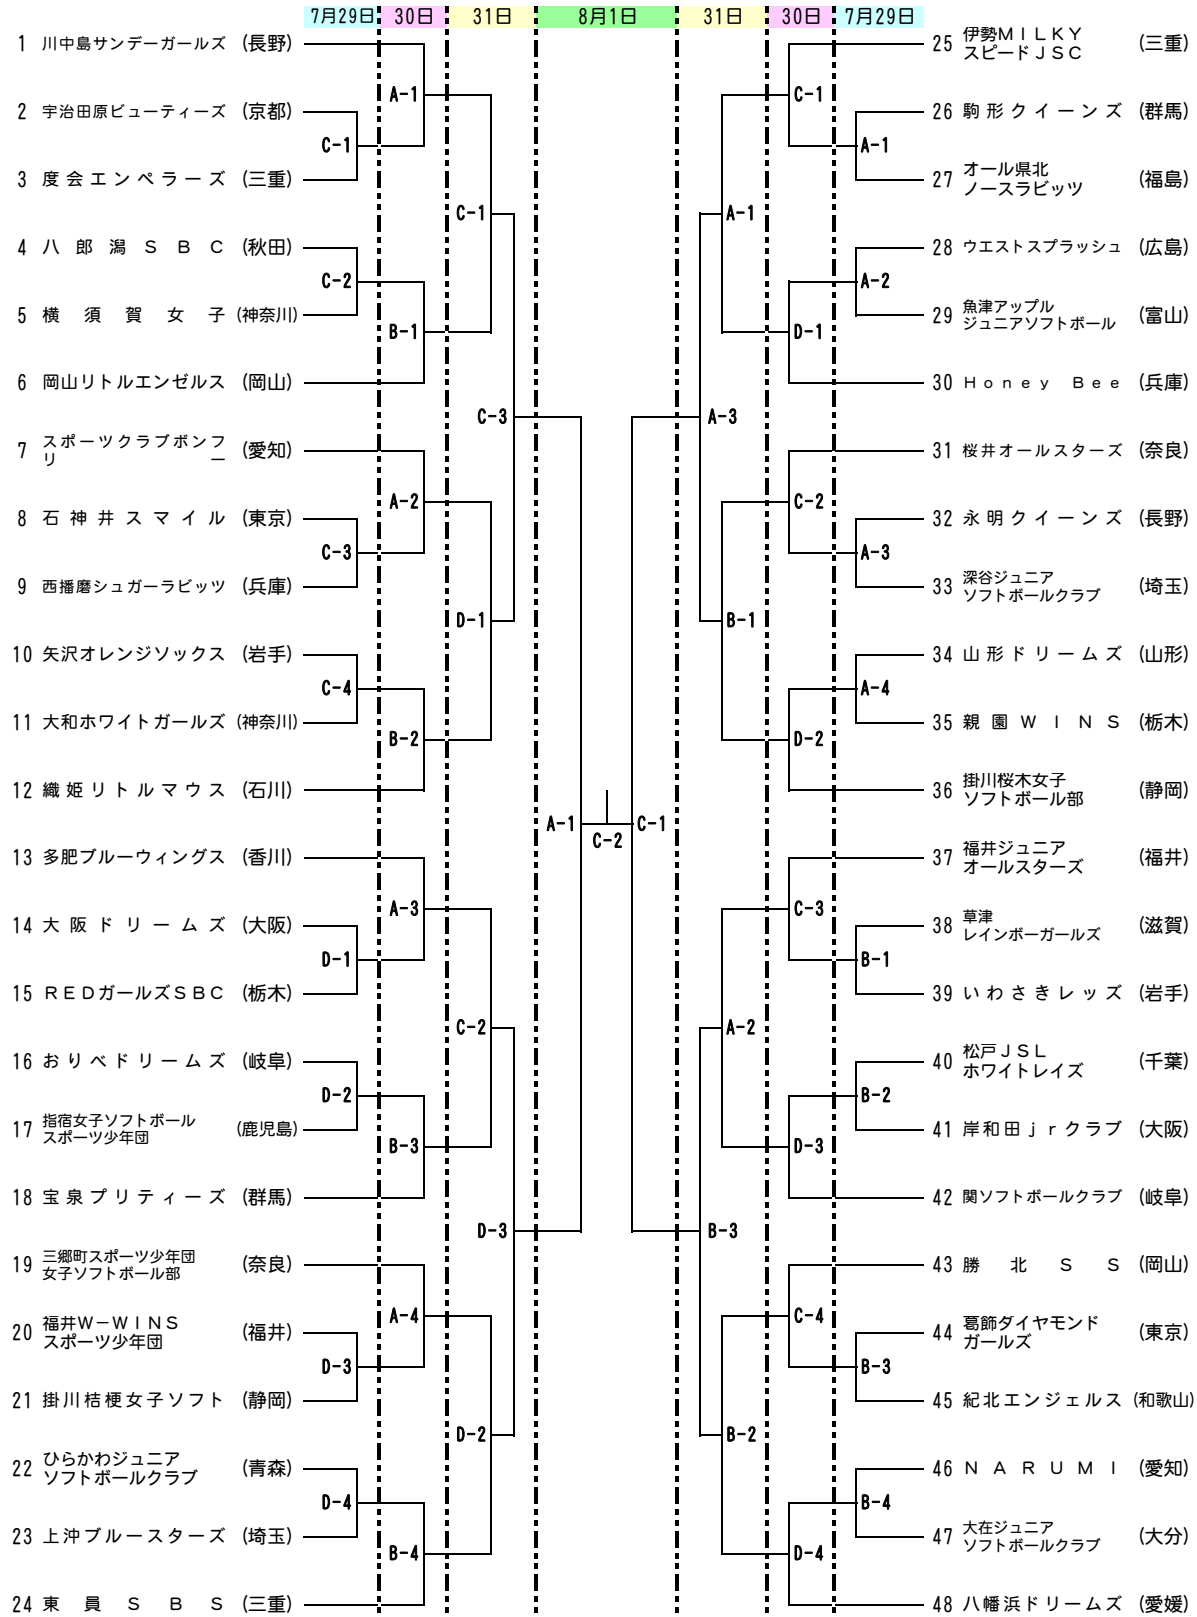 7月29日 30日 31日 8月1日 31日 30日 7月29日
1 川中島サンデーガールズ (長野)
A-1
2 宇治田原ビューティーズ (京都)
C-1
3 度会エンペラーズ (三重)
C-1
4 八郎潟ＳＢＣ (秋田)
C-2
5 横須賀女子 (神奈川)
B-1
6 岡山リトルエンゼルス (岡山)
C-3
7 スポーツクラブボンフ
リー (愛知)
A-2
8 石神井スマイル (東京)
C-3
9 西播磨シュガーラビッツ (兵庫)
D-1
10 矢沢オレンジソックス (岩手)
C-4
11 大和ホワイトガールズ (神奈川)
B-2
12 織姫リトルマウス (石川)
A-1
C-2
C-1
13 多肥ブルーウィングス (香川)
A-3
14 大阪ドリームズ (大阪)
D-1
15 ＲＥＤガールズＳＢＣ (栃木)
C-2
16 おりべドリームズ (岐阜)
D-2
17 指宿女子ソフトボール
スポーツ少年団 (鹿児島)
B-3
18 宝泉プリティーズ (群馬)
D-3
19 三郷町スポーツ少年団
女子ソフトボール部 (奈良)
A-4
20 福井Ｗ－ＷＩＮＳ
スポーツ少年団 (福井)
D-3
21 掛川桔梗女子ソフト (静岡)
D-2
22 ひらかわジュニア
ソフトボールクラブ (青森)
D-4
23 上沖ブルースターズ (埼玉)
B-4
24 東員ＳＢＳ (三重)
25 伊勢ＭＩＬＫＹ
スピードＪＳＣ (三重)
C-1
26 駒形クイーンズ (群馬)
A-1
27 オール県北
ノースラビッツ (福島)
A-1
28 ウエストスプラッシュ (広島)
A-2
29 魚津アップル
ジュニアソフトボール (富山)
D-1
30 Ｈｏｎｅｙ　Ｂｅｅ (兵庫)
A-3
31 桜井オールスターズ (奈良)
C-2
32 永明クイーンズ (長野)
A-3
33 深谷ジュニア
ソフトボールクラブ (埼玉)
B-1
34 山形ドリームズ (山形)
A-4
35 親園ＷＩＮＳ (栃木)
D-2
36 掛川桜木女子
ソフトボール部 (静岡)
37 福井ジュニア
オールスターズ (福井)
C-3
38 草津
レインボーガールズ (滋賀)
B-1
39 いわさきレッズ (岩手)
A-2
40 松戸ＪＳＬ
ホワイトレイズ (千葉)
B-2
41 岸和田ｊｒクラブ (大阪)
D-3
42 関ソフトボールクラブ (岐阜)
B-3
43 勝北ＳＳ (岡山)
C-4
44 葛飾ダイヤモンド
ガールズ (東京)
B-3
45 紀北エンジェルス (和歌山)
B-2
46 ＮＡＲＵＭＩ (愛知)
B-4
47 大在ジュニア
ソフトボールクラブ (大分)
D-4
48 八幡浜ドリームズ (愛媛)